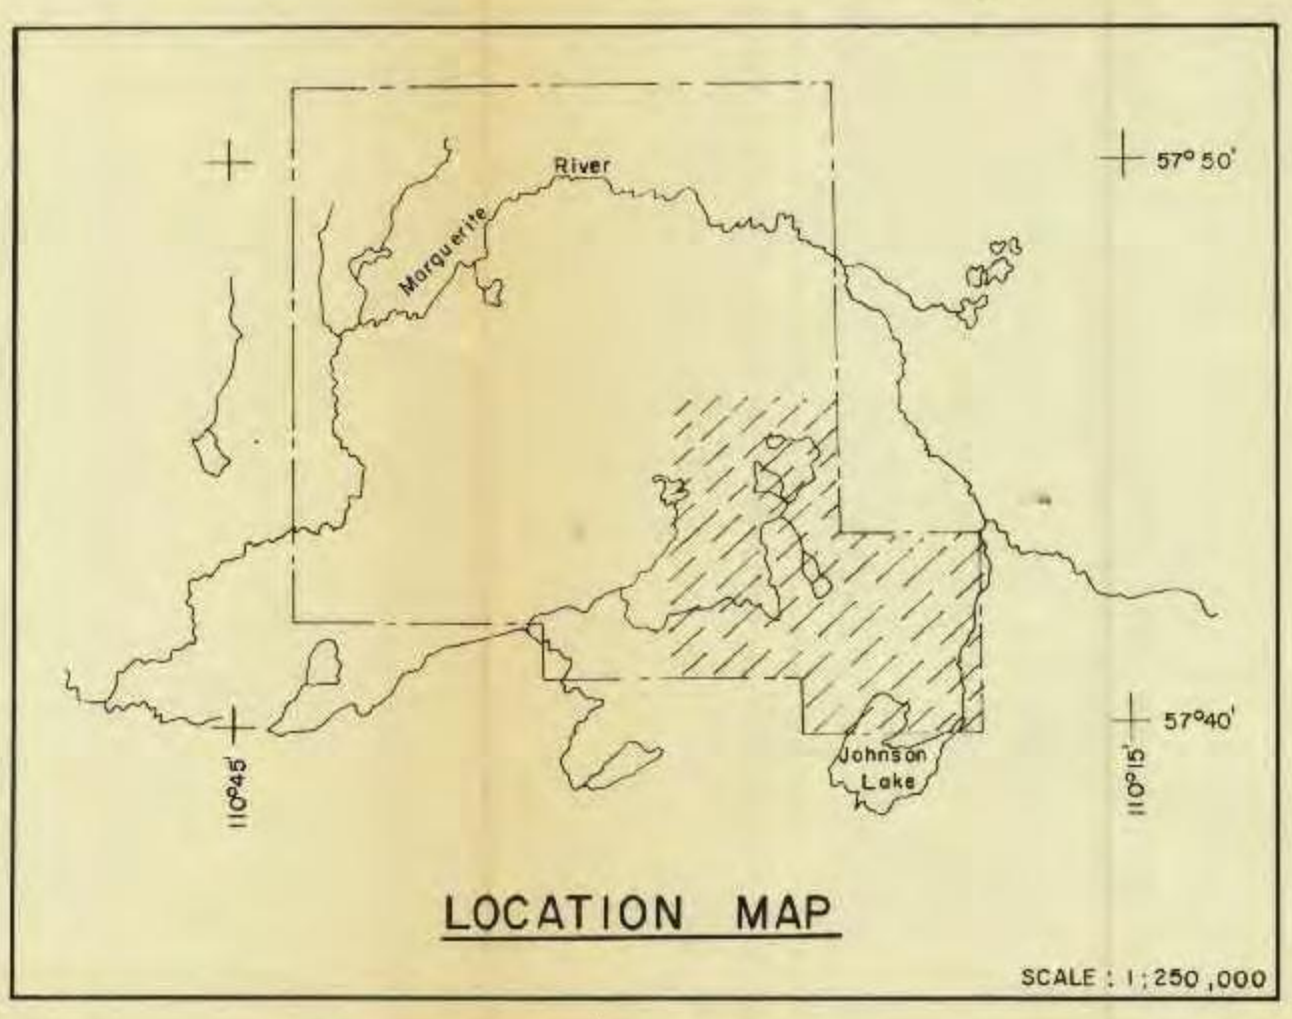 River
57° 50'
Marguerite
57°40'
110°45'
110°15'
Johnson
Lake
LOCATION MAP
SCALE : 1:250,000